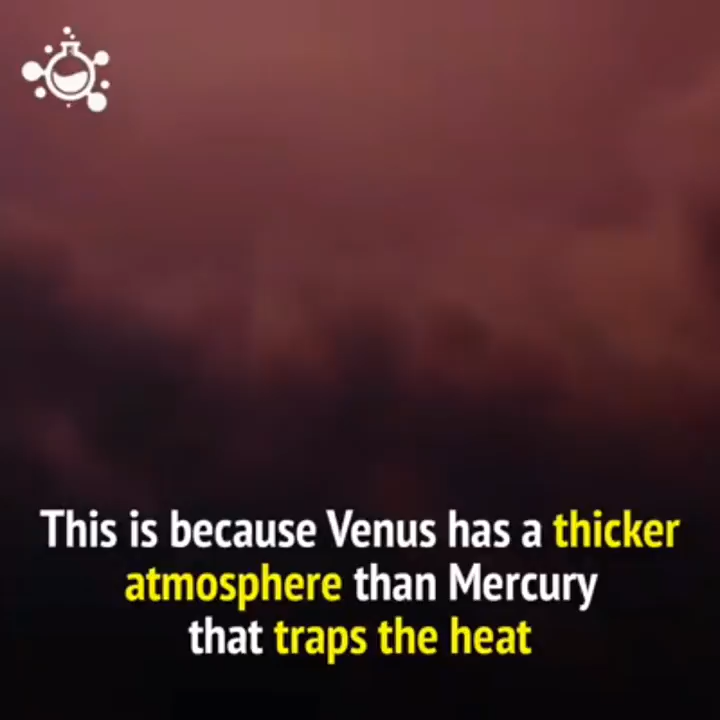 This is because Venus has a thicker
atmosphere than Mercury
that traps the heat